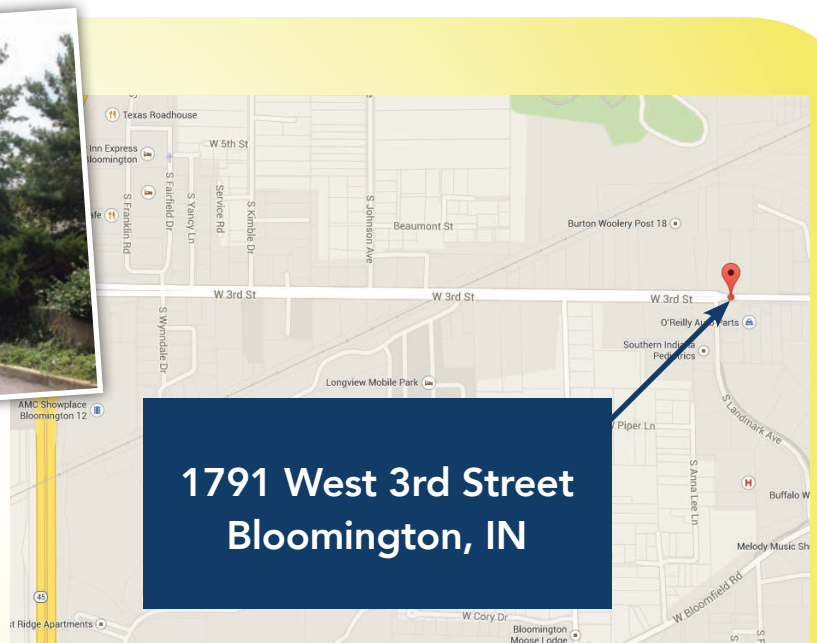 Texas Roadhouse
Inn Express
Bloomington
W 5th St
S Franklin Rd
S Fairfield Dr
S Yancy Ln
Service Rd
S Kimble Dr
S Johnson Ave
Beaumont St
Burton Woolery Post 18
W 3rd St
W 3rd St
W 3rd St
O'Reilly Auto Parts
Southern Indiana
Pediatrics
S Wynndale Dr
Longview Mobile Park
AMC Showplace
Bloomington 12
1791 West 3rd Street
Bloomington, IN
Piper Ln
S Landmark Ave
S Anna Lee Ln
H
Buffalo W
Melody Music Sh
W Bloomfield Rd
45
st Ridge Apartments
W Cory Dr
Bloomington
Moose Lodge